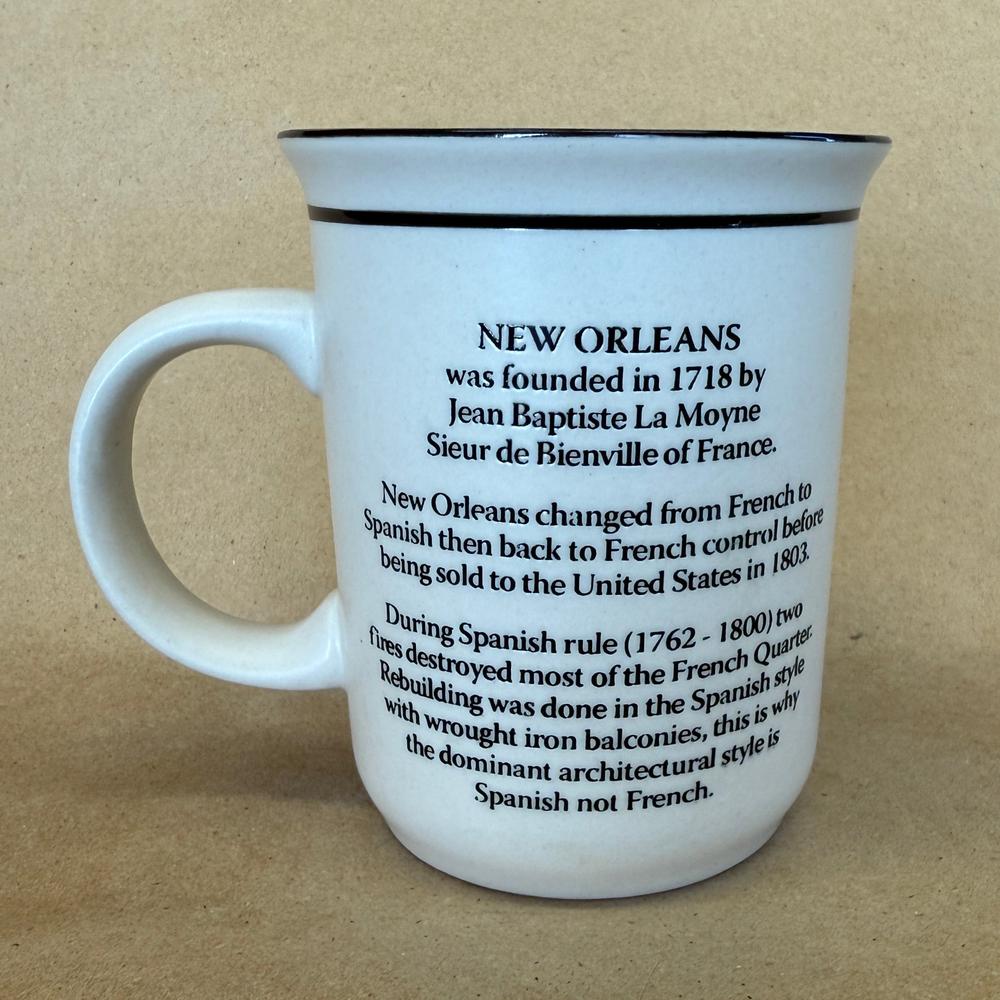 NEW ORLEANS
was founded in 1718 by
Jean Baptiste La Moyne
Sieur de Bienville of France.
New Orleans changed from French to
Spanish then back to French control before
being sold to the United States in 1803.
During Spanish rule (1762 - 1800) two
fires destroyed most of the French Quarter.
Rebuilding was done in the Spanish style
with wrought iron balconies, this is why
the dominant architectural style is
Spanish not French.